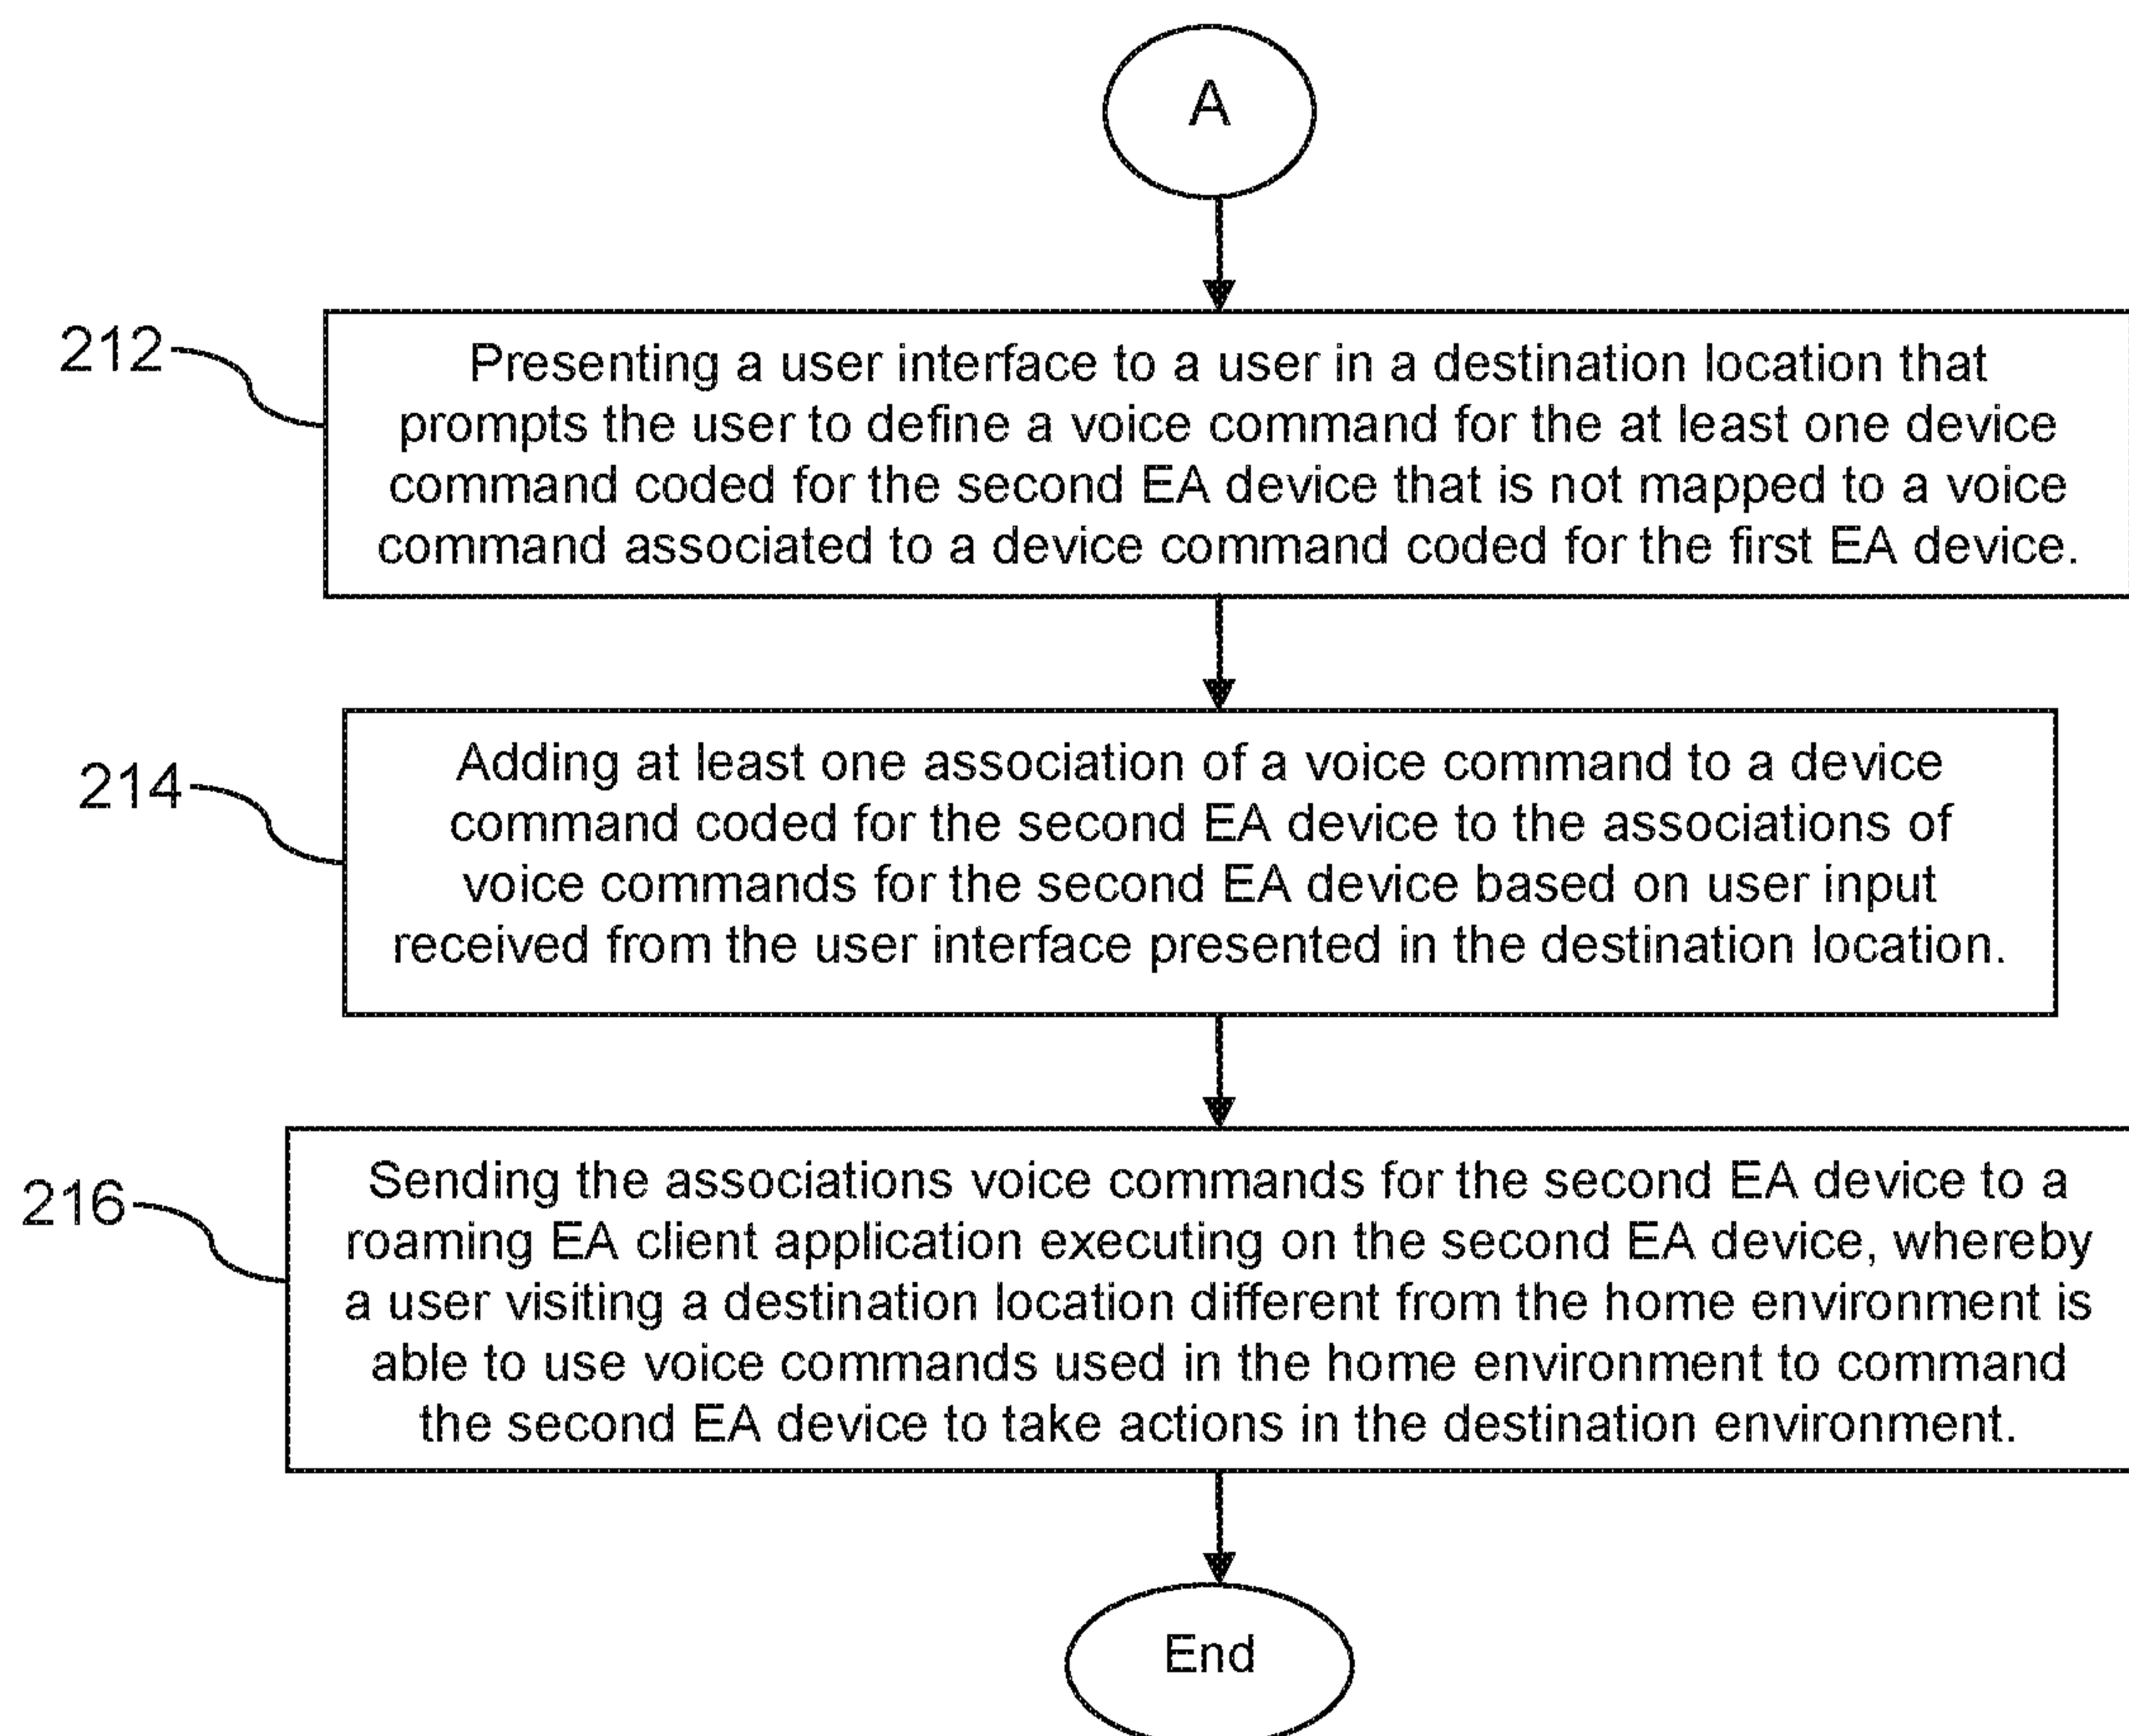 A
212
Presenting a user interface to a user in a destination location that
prompts the user to define a voice command for the at least one device
command coded for the second EA device that is not mapped to a voice
command associated to a device command coded for the first EA device.
214
Adding at least one association of a voice command to a device
command coded for the second EA device to the associations of
voice commands for the second EA device based on user input
received from the user interface presented in the destination location.
216
Sending the associations voice commands for the second EA device to a
roaming EA client application executing on the second EA device, whereby
a user visiting a destination location different from the home environment is
able to use voice commands used in the home environment to command
the second EA device to take actions in the destination environment.
End